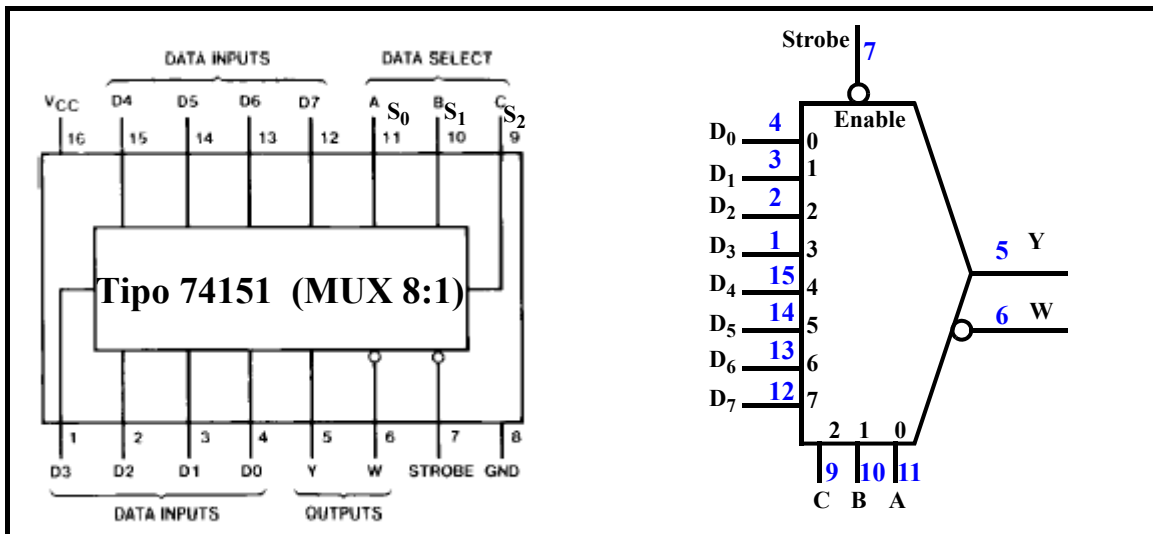 DATA INPUTS
DATA SELECT
VCC D4 D5 D6 D7 A S0 B S1 C S2
16 15 14 13 12 11 10 9
Tipo 74151 (MUX 8:1)
1 2 3 4 5 6 7 8
D3 D2 D1 D0 Y W STROBE GND
DATA INPUTS
OUTPUTS
Strobe 7
Enable
D0 4 0
D1 3 1
D2 2 2
D3 1 3
D4 15 4
D5 14 5
D6 13 6
D7 12 7
5 Y
6 W
2 1 0
9 10 11
C B A